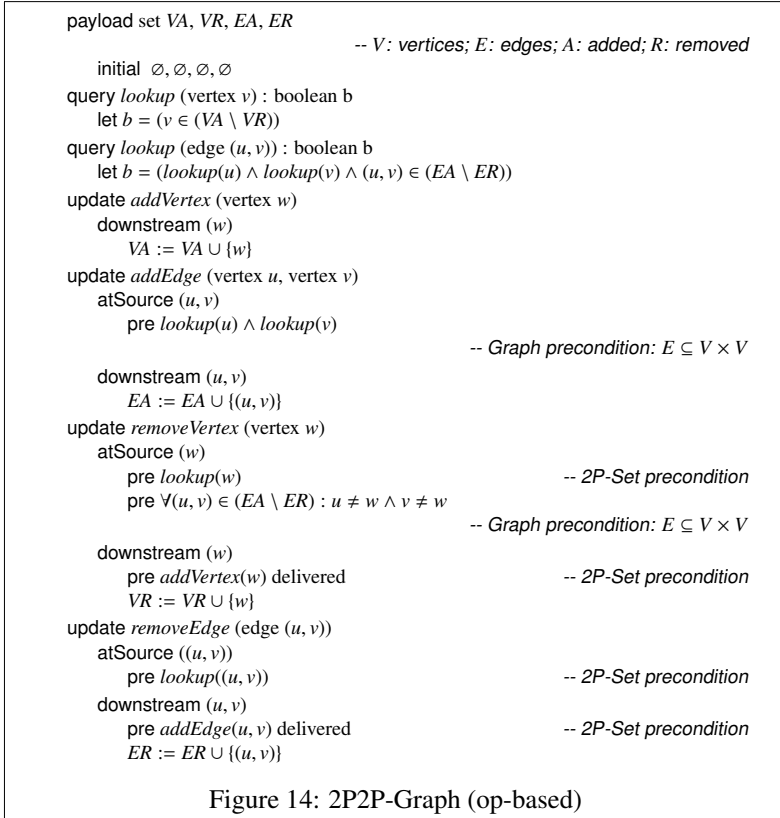 payload set VA, VR, EA, ER
-- V: vertices; E: edges; A: added; R: removed
initial ∅, ∅, ∅, ∅
query lookup (vertex v) : boolean b
let b = (v ∈ (VA \ VR))
query lookup (edge (u, v)) : boolean b
let b = (lookup(u) ∧ lookup(v) ∧ (u, v) ∈ (EA \ ER))
update addVertex (vertex w)
downstream (w)
VA := VA ∪ {w}
update addEdge (vertex u, vertex v)
atSource (u, v)
pre lookup(u) ∧ lookup(v)
-- Graph precondition: E ⊆ V × V
downstream (u, v)
EA := EA ∪ {(u, v)}
update removeVertex (vertex w)
atSource (w)
pre lookup(w) -- 2P-Set precondition
pre ∀(u, v) ∈ (EA \ ER) : u ≠ w ∧ v ≠ w
-- Graph precondition: E ⊆ V × V
downstream (w)
pre addVertex(w) delivered -- 2P-Set precondition
VR := VR ∪ {w}
update removeEdge (edge (u, v))
atSource ((u, v))
pre lookup((u, v)) -- 2P-Set precondition
downstream (u, v)
pre addEdge(u, v) delivered -- 2P-Set precondition
ER := ER ∪ {(u, v)}
Figure 14: 2P2P-Graph (op-based)